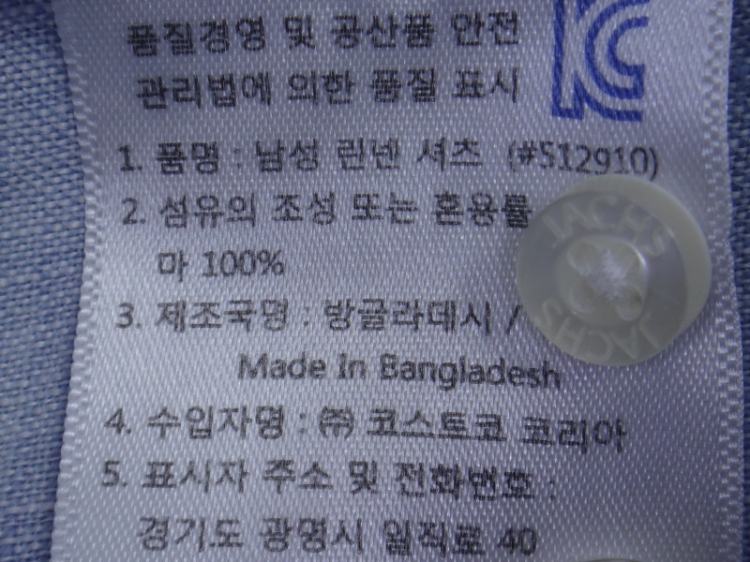 품질경영 및 공산품 안전
관리법에 의한 품질 표시
1. 품명 : 남성 린넨 셔츠 (#512910)
2. 섬유의 조성 또는 혼용률
마 100%
3. 제조국명 : 방글라데시 /
Made In Bangladesh
4. 수입자명 : ㈜ 코스트코 코리아
5. 표시자 주소 및 전화번호 :
경기도 광명시 일직로 40
JACHS
JACHS